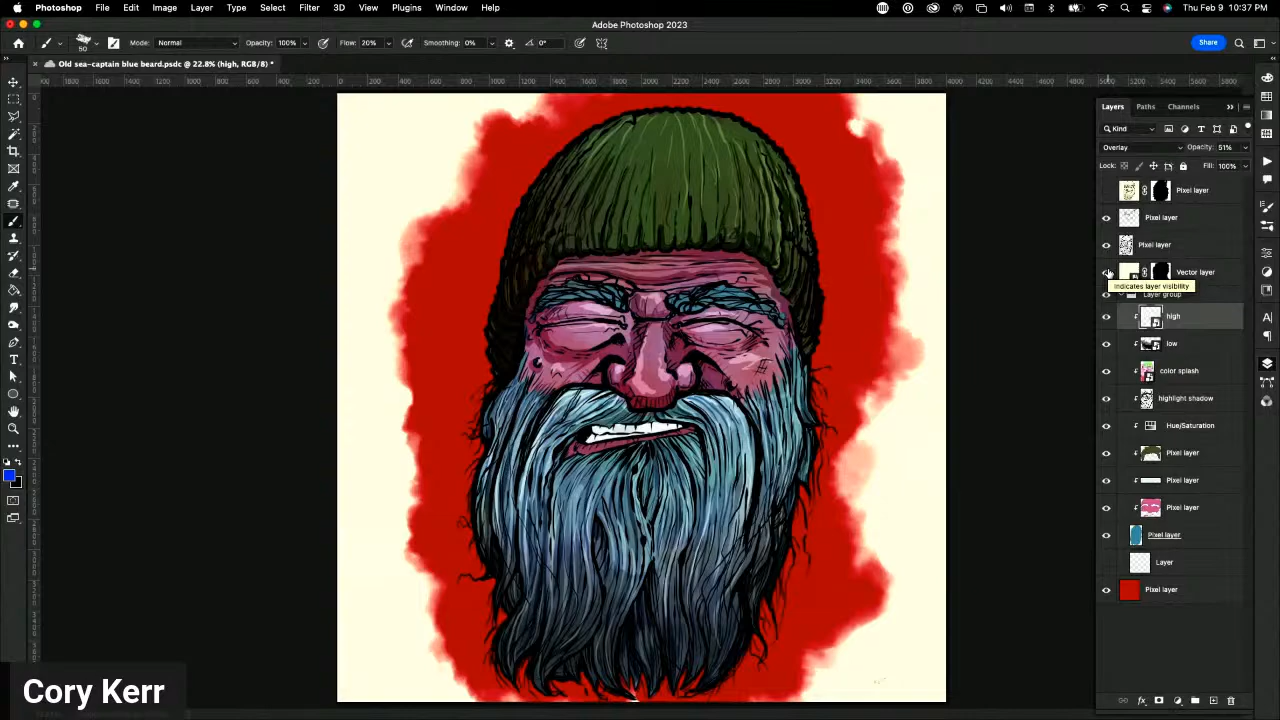 Photoshop File Edit Image Layer Type Select Filter 3D View Plugins Window Help Thu Feb 9 10:37 PM
Adobe Photoshop 2023
50 Mode: Normal Opacity: 100% Flow: 20% Smoothing: 0% 0° Share
Old sea-captain blue beard.psdc @ 22.8% (high, RGB/8) *
Layers Paths Channels
Kind
Overlay Opacity: 51%
Lock: Fill: 100%
Pixel layer
Pixel layer
Pixel layer
Vector layer
Indicates layer visibility
Layer group
high
low
color splash
highlight shadow
Hue/Saturation
Pixel layer
Pixel layer
Pixel layer
Pixel layer
Layer
Pixel layer
Cory Kerr